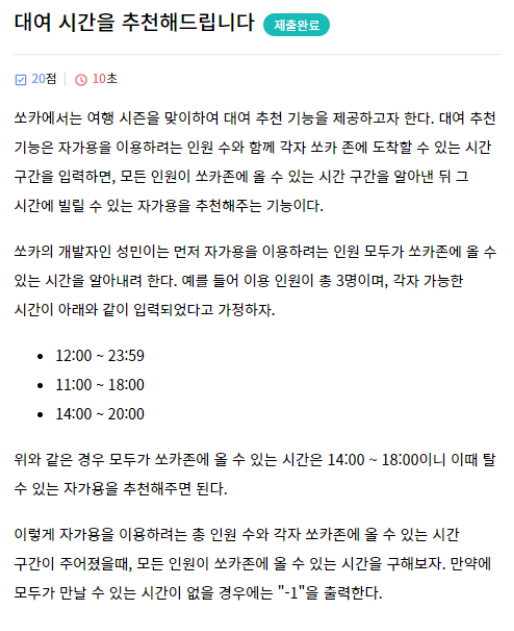 대여 시간을 추천해드립니다 제출완료
20점 10초
쏘카에서는 여행 시즌을 맞이하여 대여 추천 기능을 제공하고자 한다. 대여 추천
기능은 자가용을 이용하려는 인원 수와 함께 각자 쏘카 존에 도착할 수 있는 시간
구간을 입력하면, 모든 인원이 쏘카존에 올 수 있는 시간 구간을 알아낸 뒤 그
시간에 빌릴 수 있는 자가용을 추천해주는 기능이다.
쏘카의 개발자인 성민이는 먼저 자가용을 이용하려는 인원 모두가 쏘카존에 올 수
있는 시간을 알아내려 한다. 예를 들어 이용 인원이 총 3명이며, 각자 가능한
시간이 아래와 같이 입력되었다고 가정하자.
• 12:00 ~ 23:59
• 11:00 ~ 18:00
• 14:00 ~ 20:00
위와 같은 경우 모두가 쏘카존에 올 수 있는 시간은 14:00 ~ 18:00이니 이때 탈
수 있는 자가용을 추천해주면 된다.
이렇게 자가용을 이용하려는 총 인원 수와 각자 쏘카존에 올 수 있는 시간
구간이 주어졌을때, 모든 인원이 쏘카존에 올 수 있는 시간을 구해보자. 만약에
모두가 만날 수 있는 시간이 없을 경우에는 "-1"을 출력한다.